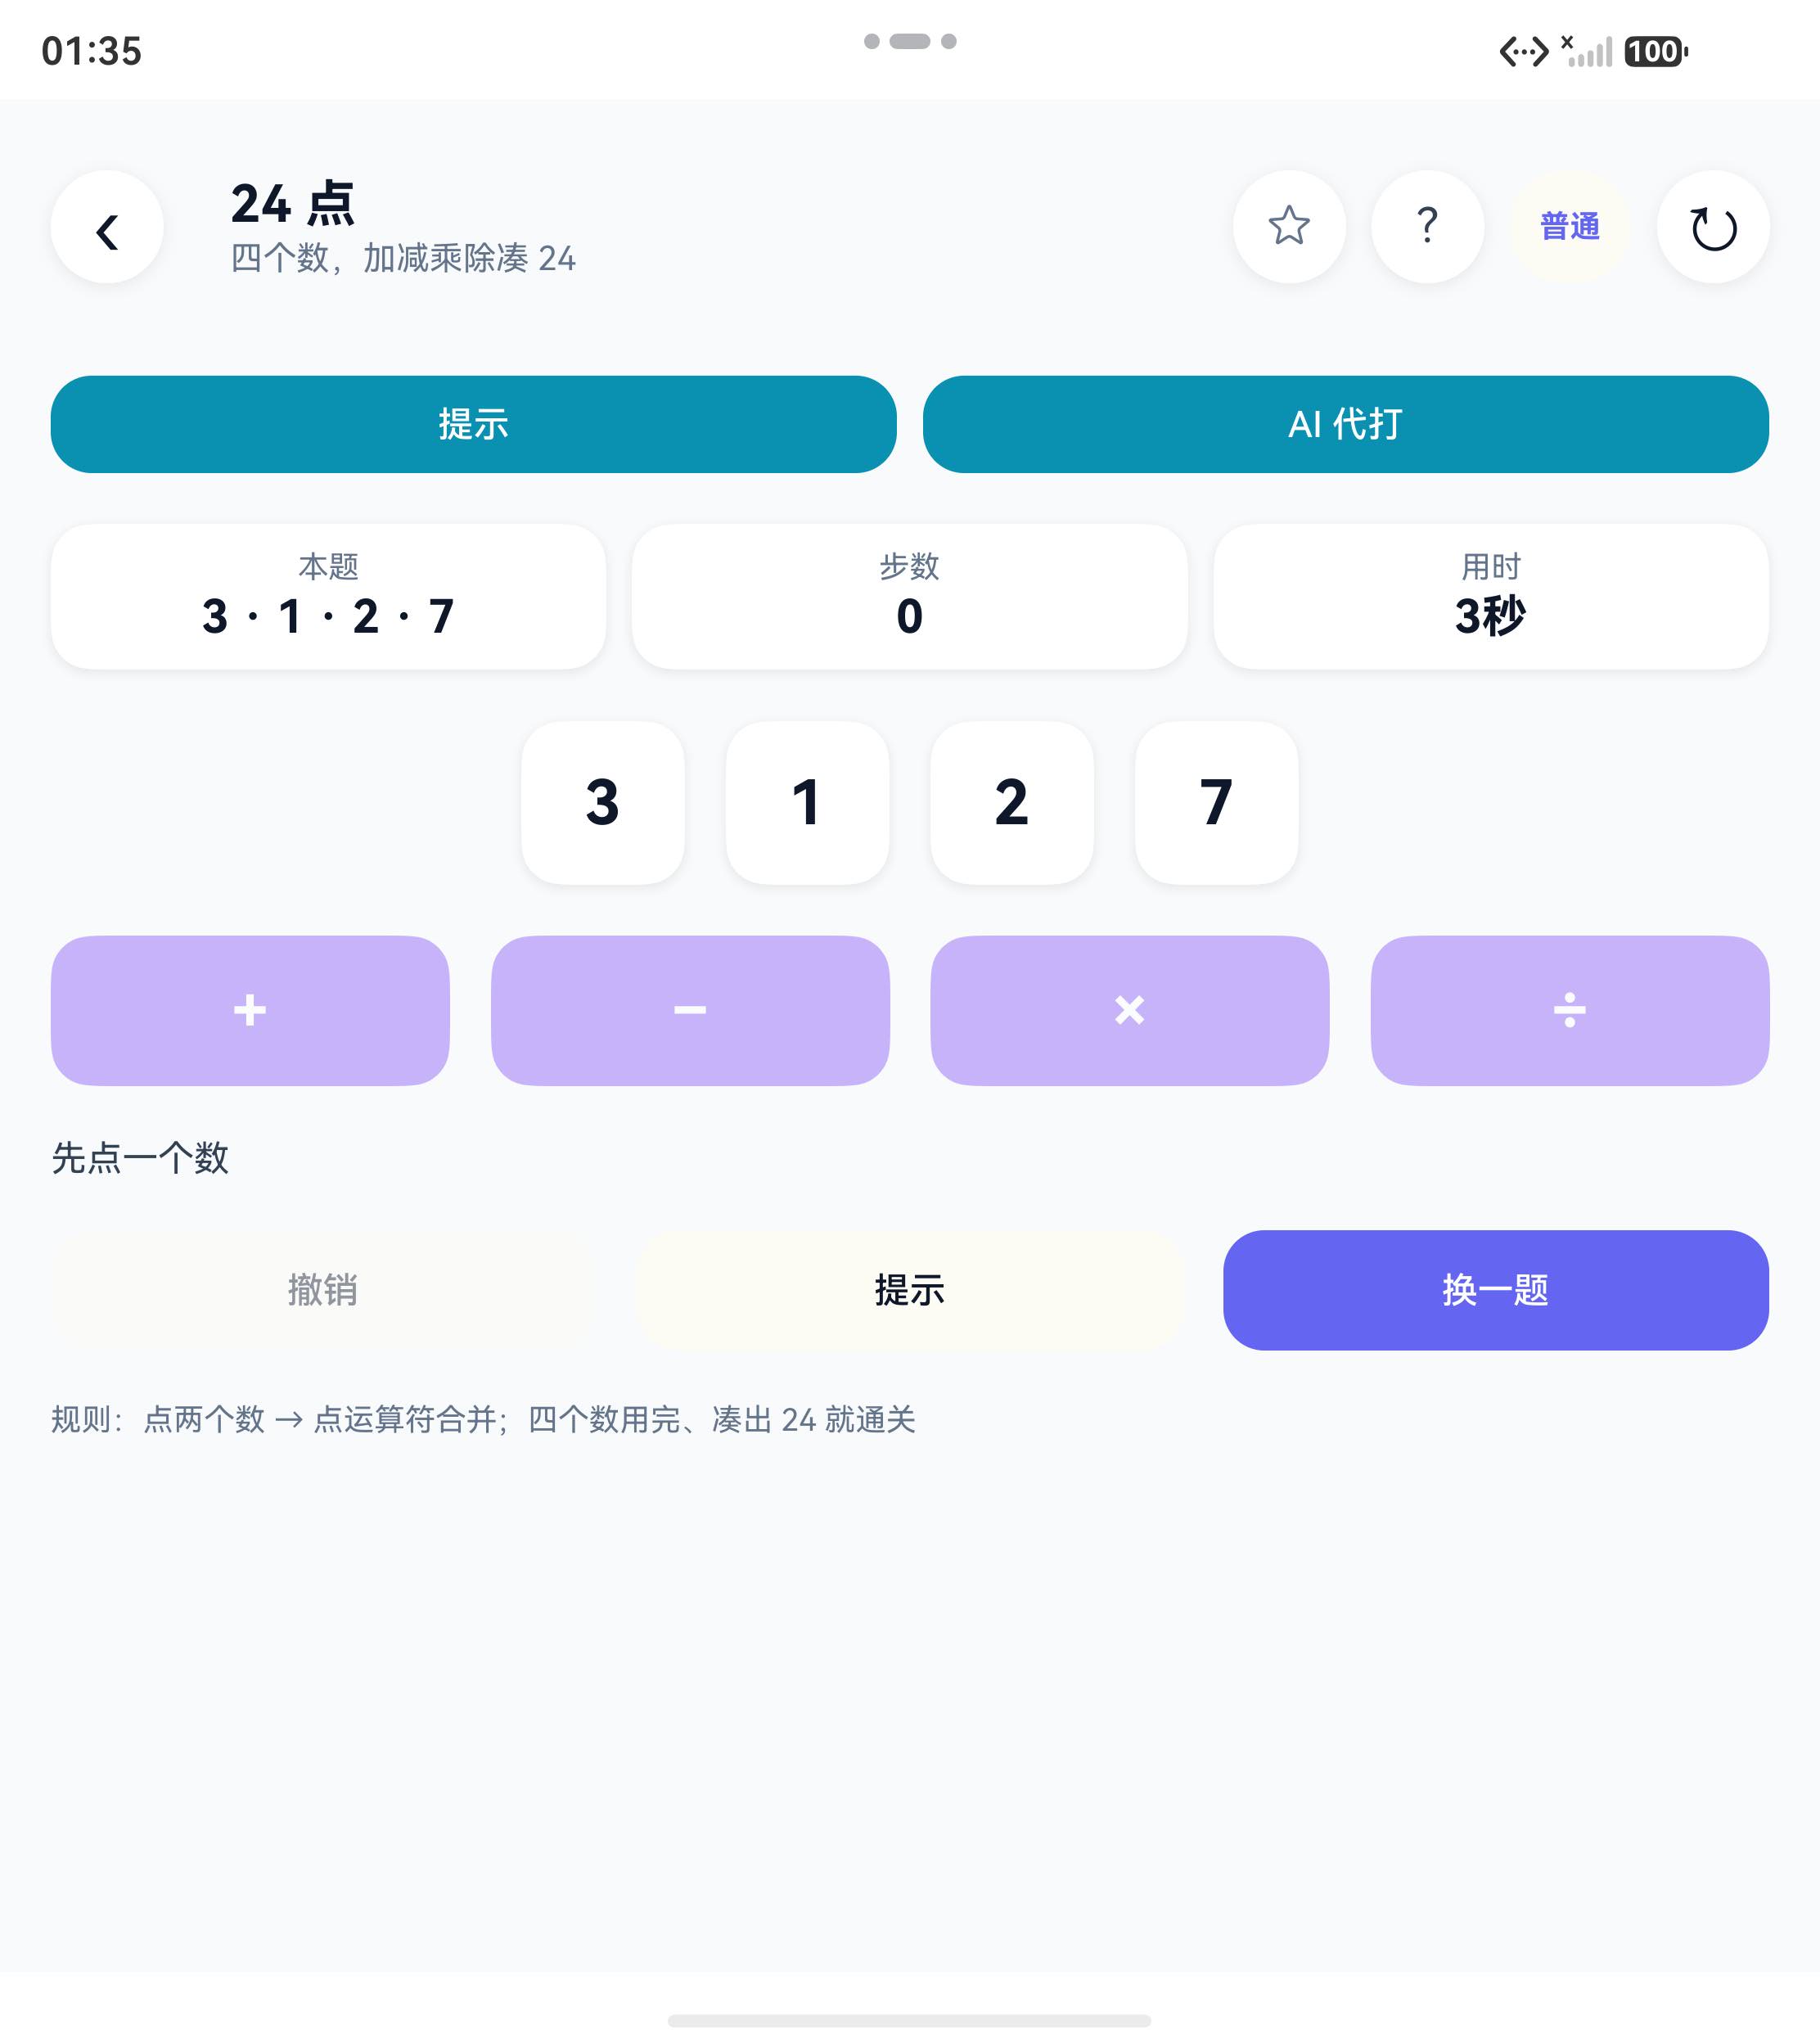 01:35
100
24 点
四个数，加减乘除凑 24
?
普通
提示
AI 代打
本题
3 · 1 · 2 · 7
步数
0
用时
3秒
3 1 2 7
+ − × ÷
先点一个数
撤销
提示
换一题
规则：点两个数 → 点运算符合并；四个数用完、凑出 24 就通关